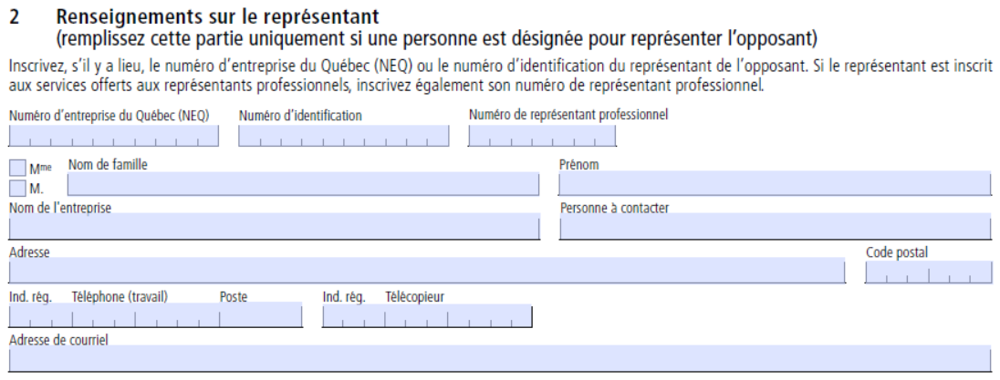 2 Renseignements sur le représentant
(remplissez cette partie uniquement si une personne est désignée pour représenter l'opposant)
Inscrivez, s'il y a lieu, le numéro d'entreprise du Québec (NEQ) ou le numéro d'identification du représentant de l'opposant. Si le représentant est inscrit
aux services offerts aux représentants professionnels, inscrivez également son numéro de représentant professionnel.
Numéro d'entreprise du Québec (NEQ) Numéro d'identification Numéro de représentant professionnel
Mme Nom de famille Prénom
M.
Nom de l'entreprise Personne à contacter
Adresse Code postal
Ind. rég. Téléphone (travail) Poste Ind. rég. Télécopieur
Adresse de courriel